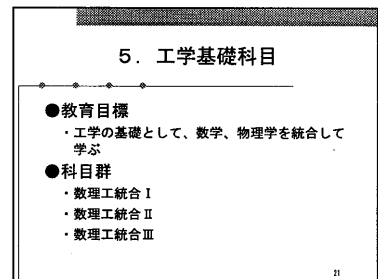 5．工学基礎科目
●教育目標
・工学の基礎として、数学、物理学を統合して
学ぶ
●科目群
・数理工統合Ⅰ
・数理工統合Ⅱ
・数理工統合Ⅲ
21